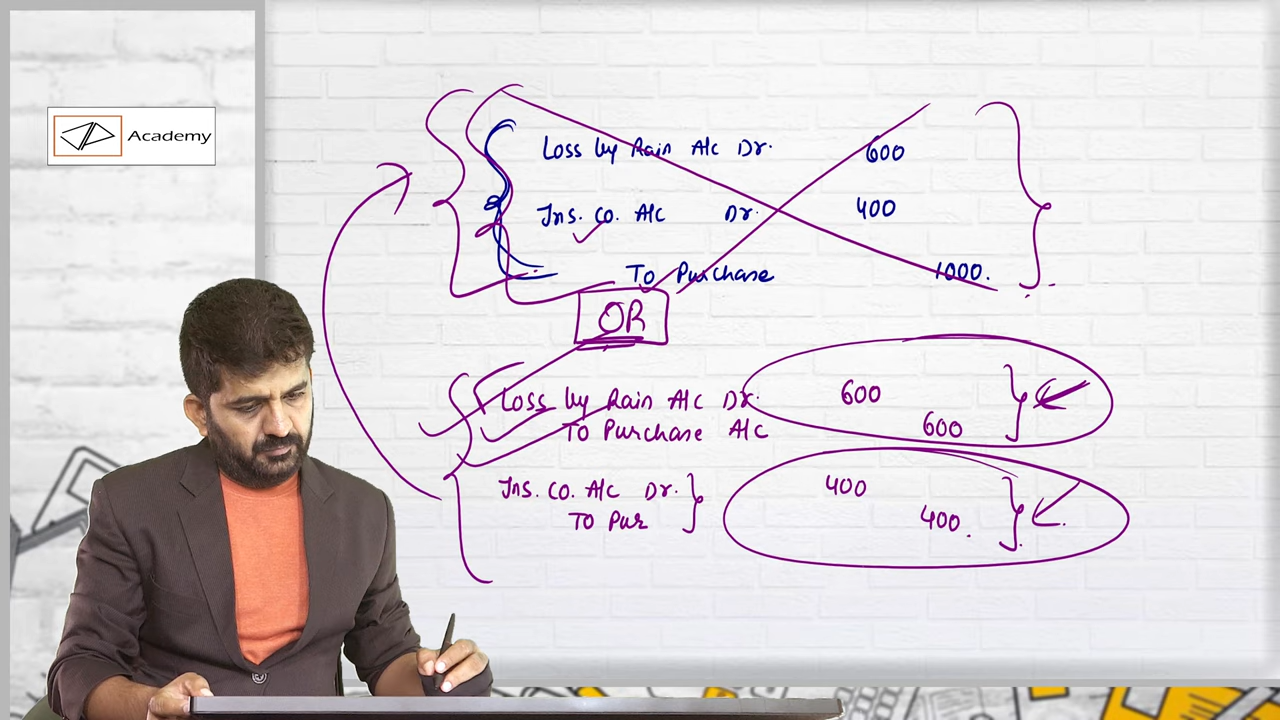 Academy
Loss by Rain A/c Dr. 600
Ins. Co. A/c Dr. 400
To Purchase 1000.
OR
Loss by Rain A/c Dr. 600
To Purchase A/c 600
Ins. Co. A/c Dr. 400
To Pur 400.